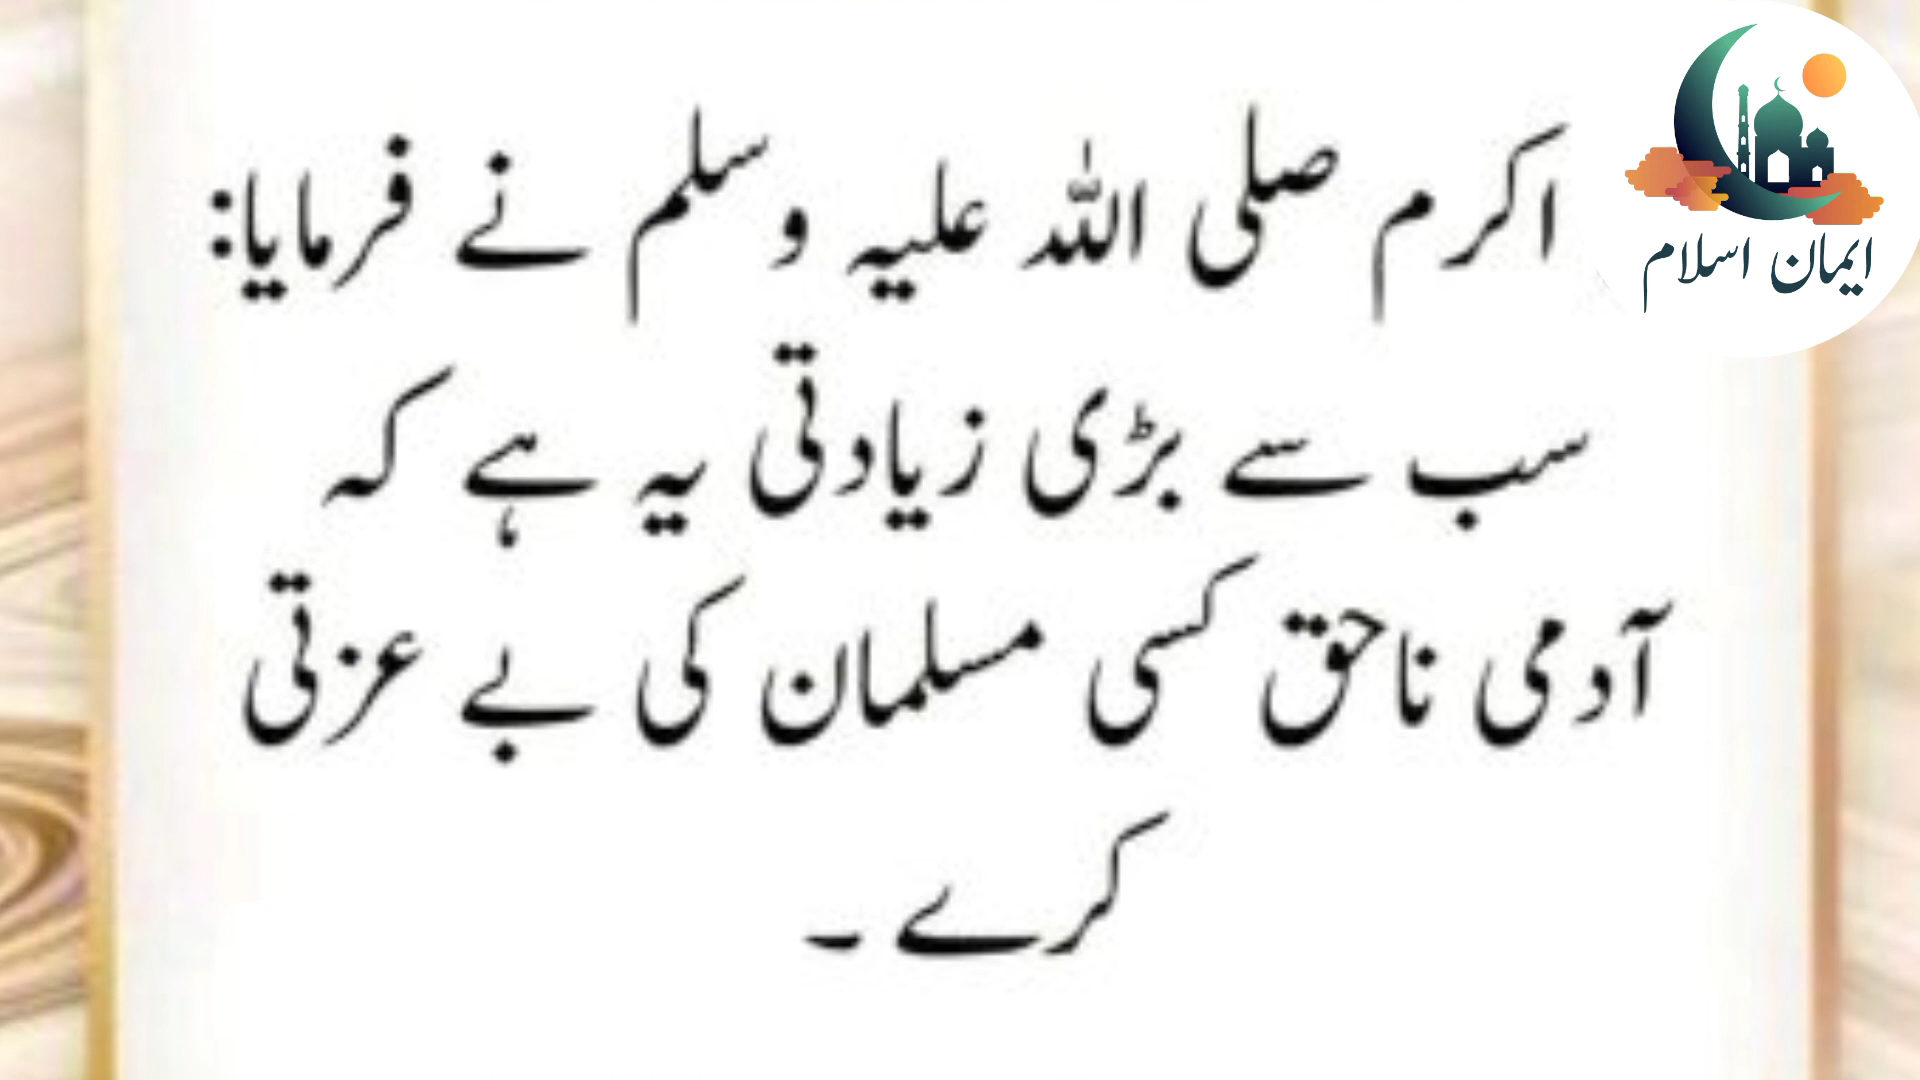 اکرم صلی اللہ علیہ وسلم نے فرمایا:
سب سے بڑی زیادتی یہ ہے کہ
آدمی ناحق کسی مسلمان کی بے عزتی
کرے ۔
ایمان اسلام